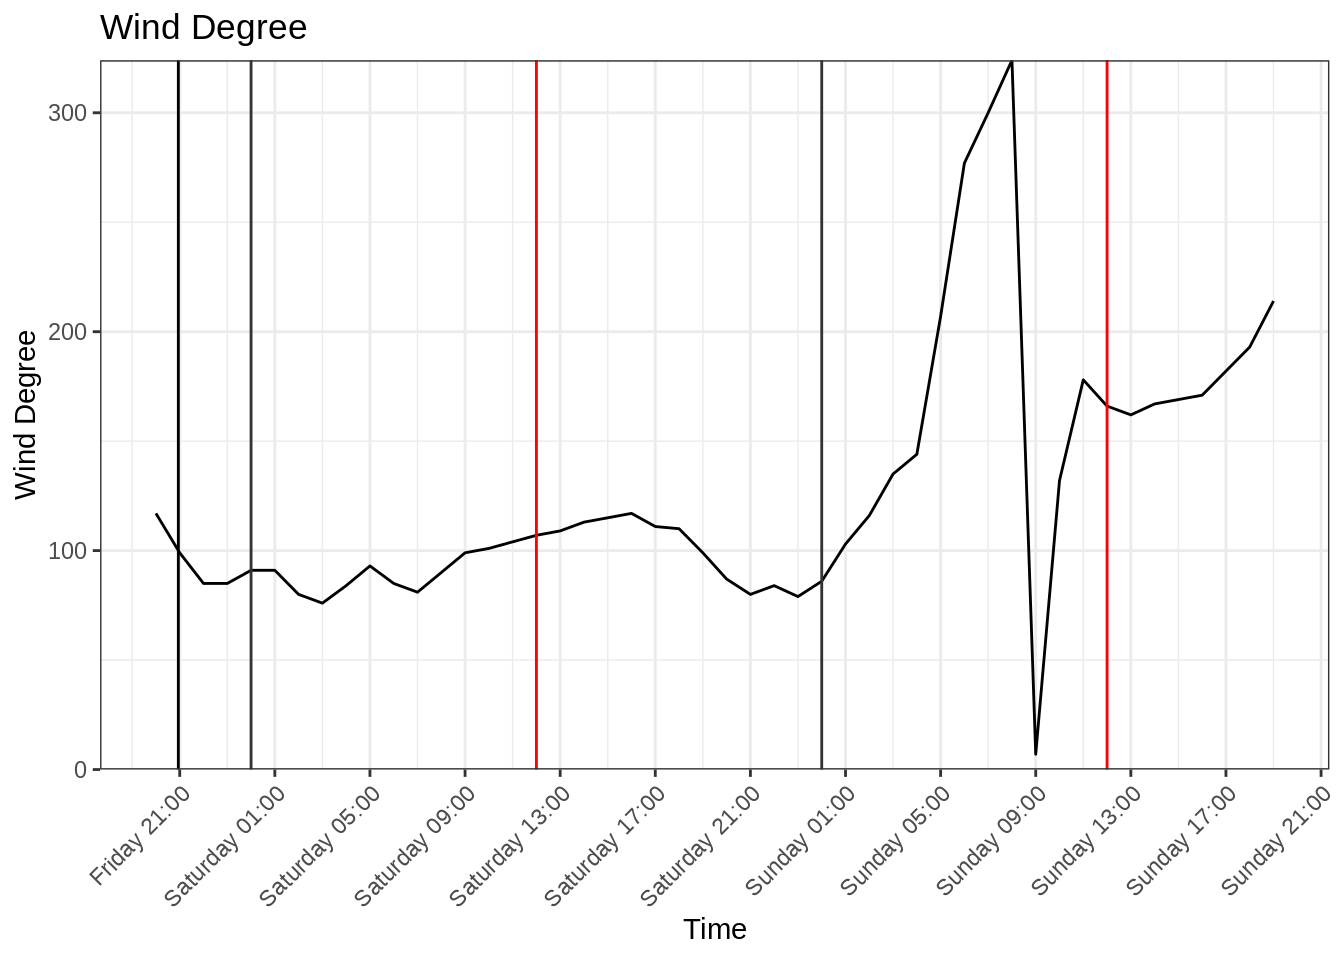 Wind Degree
Wind Degree
300
200
100
0
Friday 21:00
Saturday 01:00
Saturday 05:00
Saturday 09:00
Saturday 13:00
Saturday 17:00
Saturday 21:00
Sunday 01:00
Sunday 05:00
Sunday 09:00
Sunday 13:00
Sunday 17:00
Sunday 21:00
Time